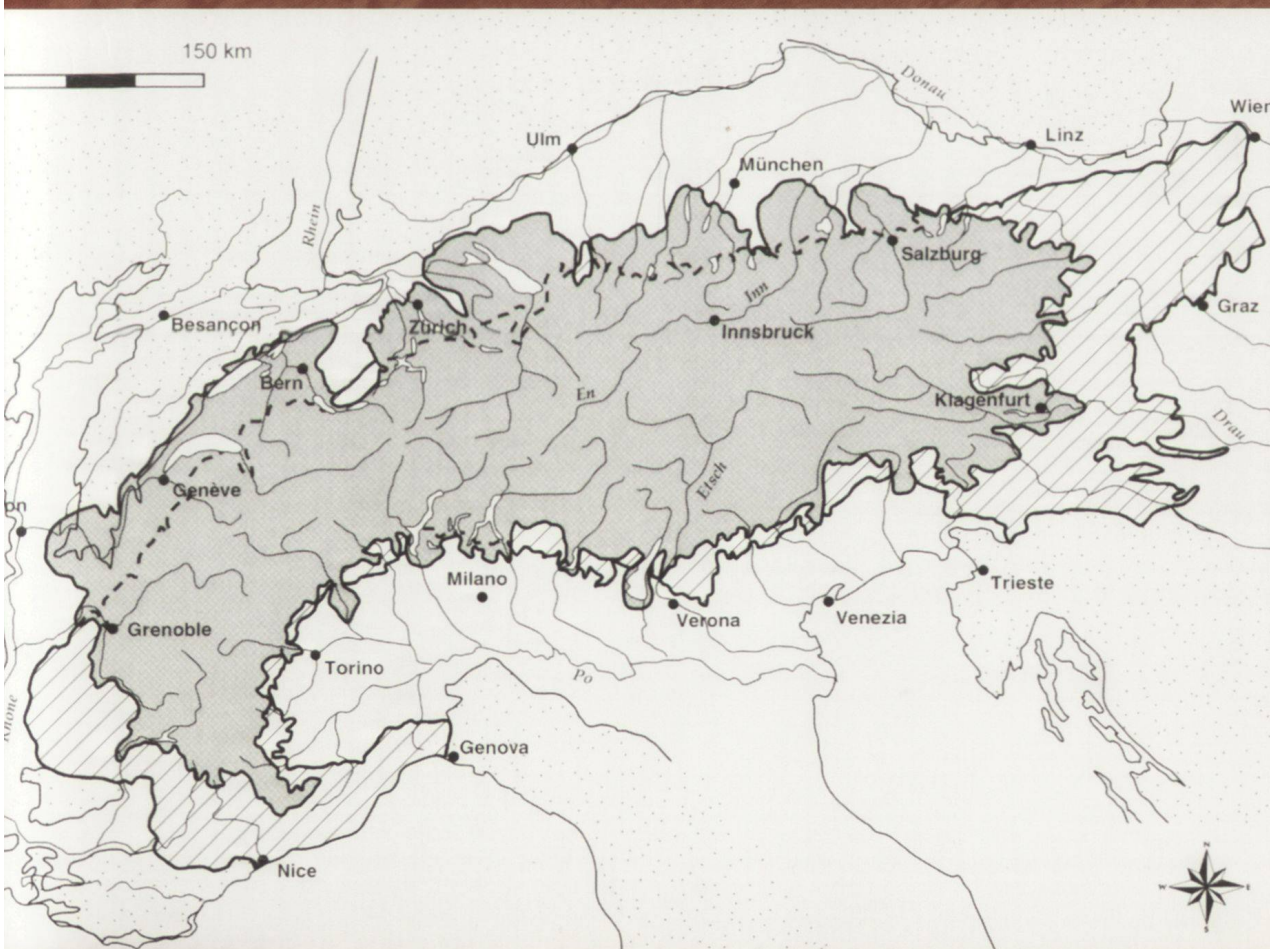 150 km
Donau
Wien
Ulm
Linz
München
Rhein
Salzburg
Besançon
Zürich
Inn
Innsbruck
Graz
Bern
En
Klagenfurt
Drau
Etsch
Genève
on
Milano
Trieste
Grenoble
Verona
Venezia
Torino
Po
Rhône
Genova
Nice
N
W
E
S